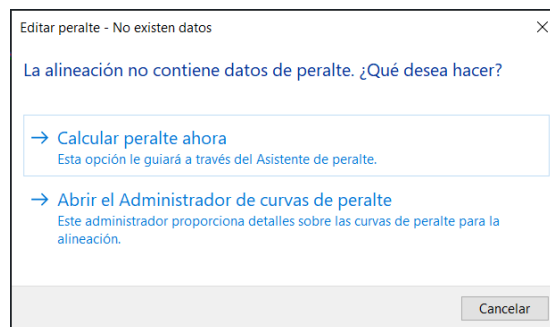 Editar peralte - No existen datos
La alineación no contiene datos de peralte. ¿Qué desea hacer?
→ Calcular peralte ahora
Esta opción le guiará a través del Asistente de peralte.
→ Abrir el Administrador de curvas de peralte
Este administrador proporciona detalles sobre las curvas de peralte para la
alineación.
Cancelar